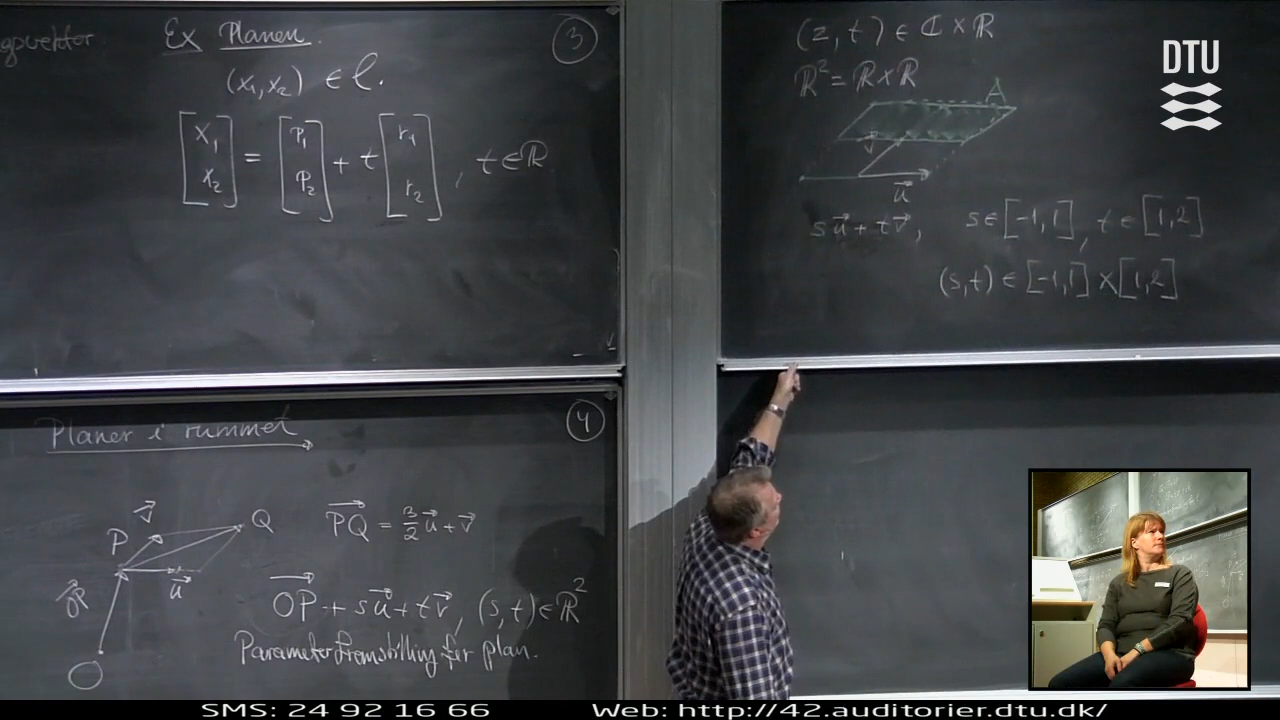 Ex Planen.
3
(x₁,x₂) ∈ l.
[x₁ x₂] = [p₁ p₂] + t [r₁ r₂], t∈ℝ
Planer i rummet
4
v⃗
P
Q
u⃗
O
PQ⃗ = 3/2 u⃗ + v⃗
OP⃗ + su⃗ + tv⃗, (s,t)∈ℝ²
Parameterfremstilling for plan.
(z,t) ∈ ℂ×ℝ
ℝ² = ℝ×ℝ
A
v
u⃗
su⃗ + tv⃗, s∈[-1,1], t∈[1,2]
(s,t) ∈ [-1,1]×[1,2]
DTU
SMS: 24 92 16 66 Web: http://42.auditorier.dtu.dk/